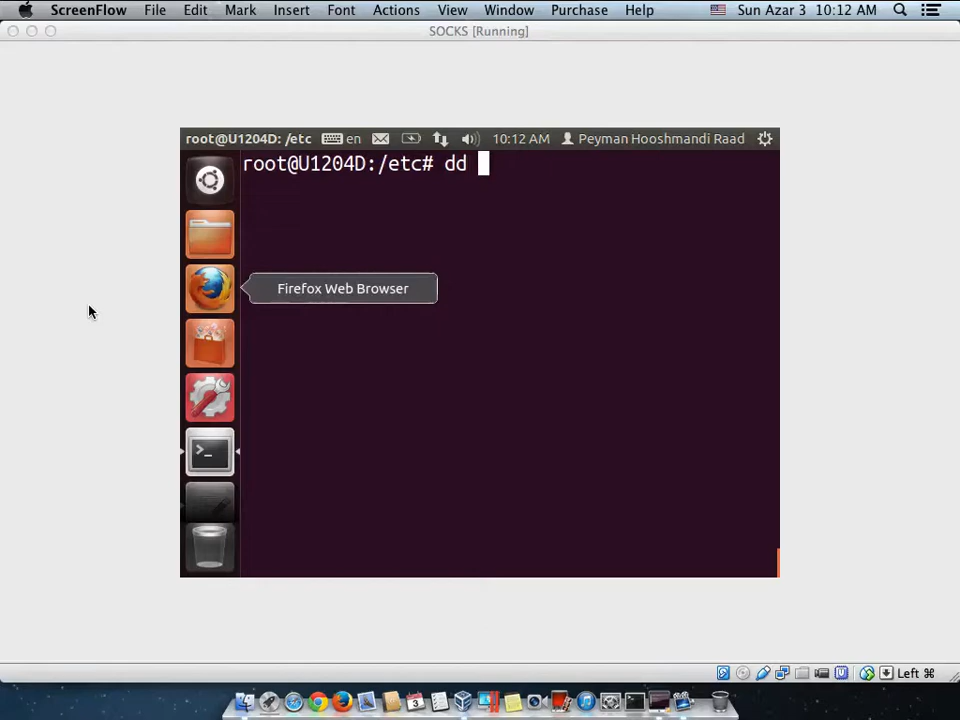 ScreenFlow File Edit Mark Insert Font Actions View Window Purchase Help Sun Azar 3 10:12 AM
SOCKS [Running]
root@U1204D: /etc en 10:12 AM Peyman Hooshmandi Raad
root@U1204D:/etc# dd
Firefox Web Browser
>_
Left ⌘
3